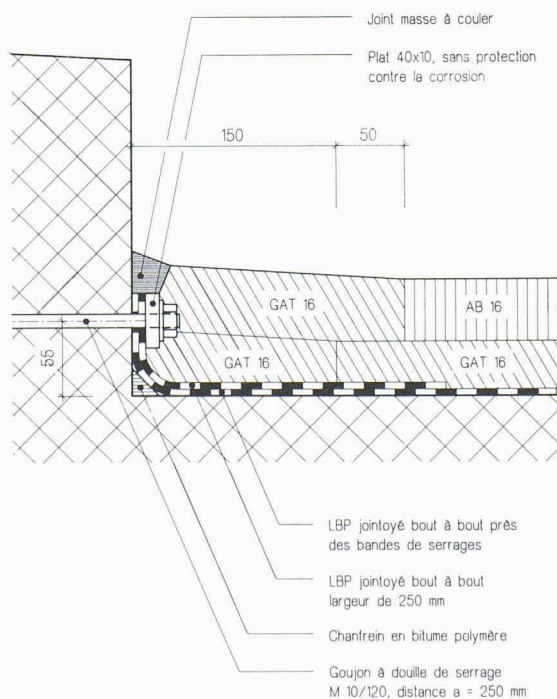 Joint masse à couler
Plat 40x10, sans protection
contre la corrosion
150
50
GAT 16
AB 16
55
GAT 16
GAT 16
LBP jointoyé bout à bout près
des bandes de serrages
LBP jointoyé bout à bout
largeur de 250 mm
Chanfrein en bitume polymère
Goujon à douille de serrage
M 10/120, distance a = 250 mm